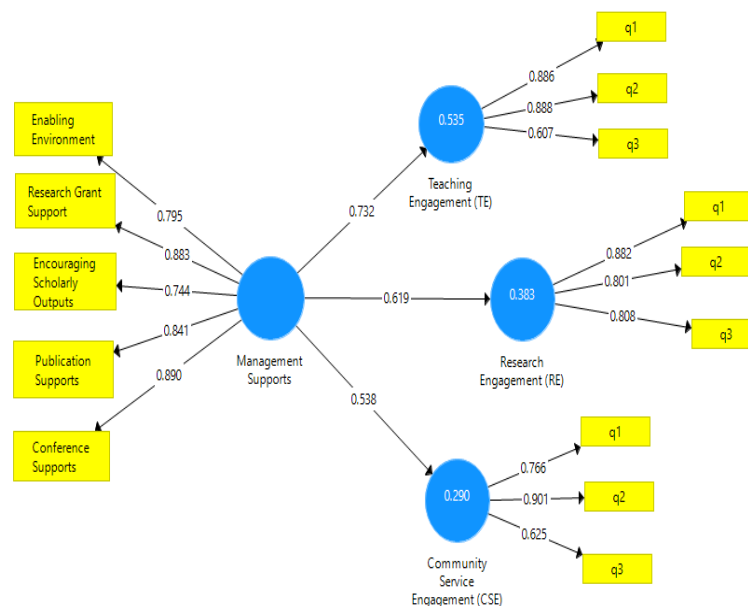 Enabling
Environment
Research Grant
Support
Encouraging
Scholarly
Outputs
Publication
Supports
Conference
Supports
0.795
0.883
0.744
0.841
0.890
Management
Supports
0.732
0.619
0.538
0.535
Teaching
Engagement (TE)
0.886
0.888
0.607
q1
q2
q3
0.383
Research
Engagement (RE)
0.882
0.801
0.808
q1
q2
q3
0.290
Community
Service
Engagement (CSE)
0.766
0.901
0.625
q1
q2
q3